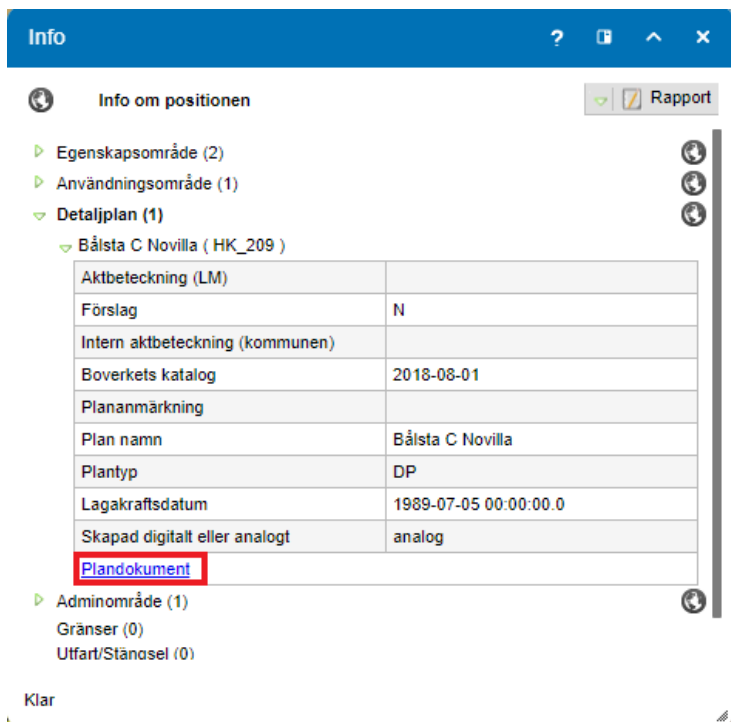 Info ?
Info om positionen Rapport
Egenskapsområde (2)
Användningsområde (1)
Detaljplan (1)
Bålsta C Novilla ( HK_209 )
Aktbeteckning (LM)
Förslag N
Intern aktbeteckning (kommunen)
Boverkets katalog 2018-08-01
Plananmärkning
Plan namn Bålsta C Novilla
Plantyp DP
Lagakraftsdatum 1989-07-05 00:00:00.0
Skapad digitalt eller analogt analog
Plandokument
Adminområde (1)
Gränser (0)
Utfart/Stängsel (0)
Klar